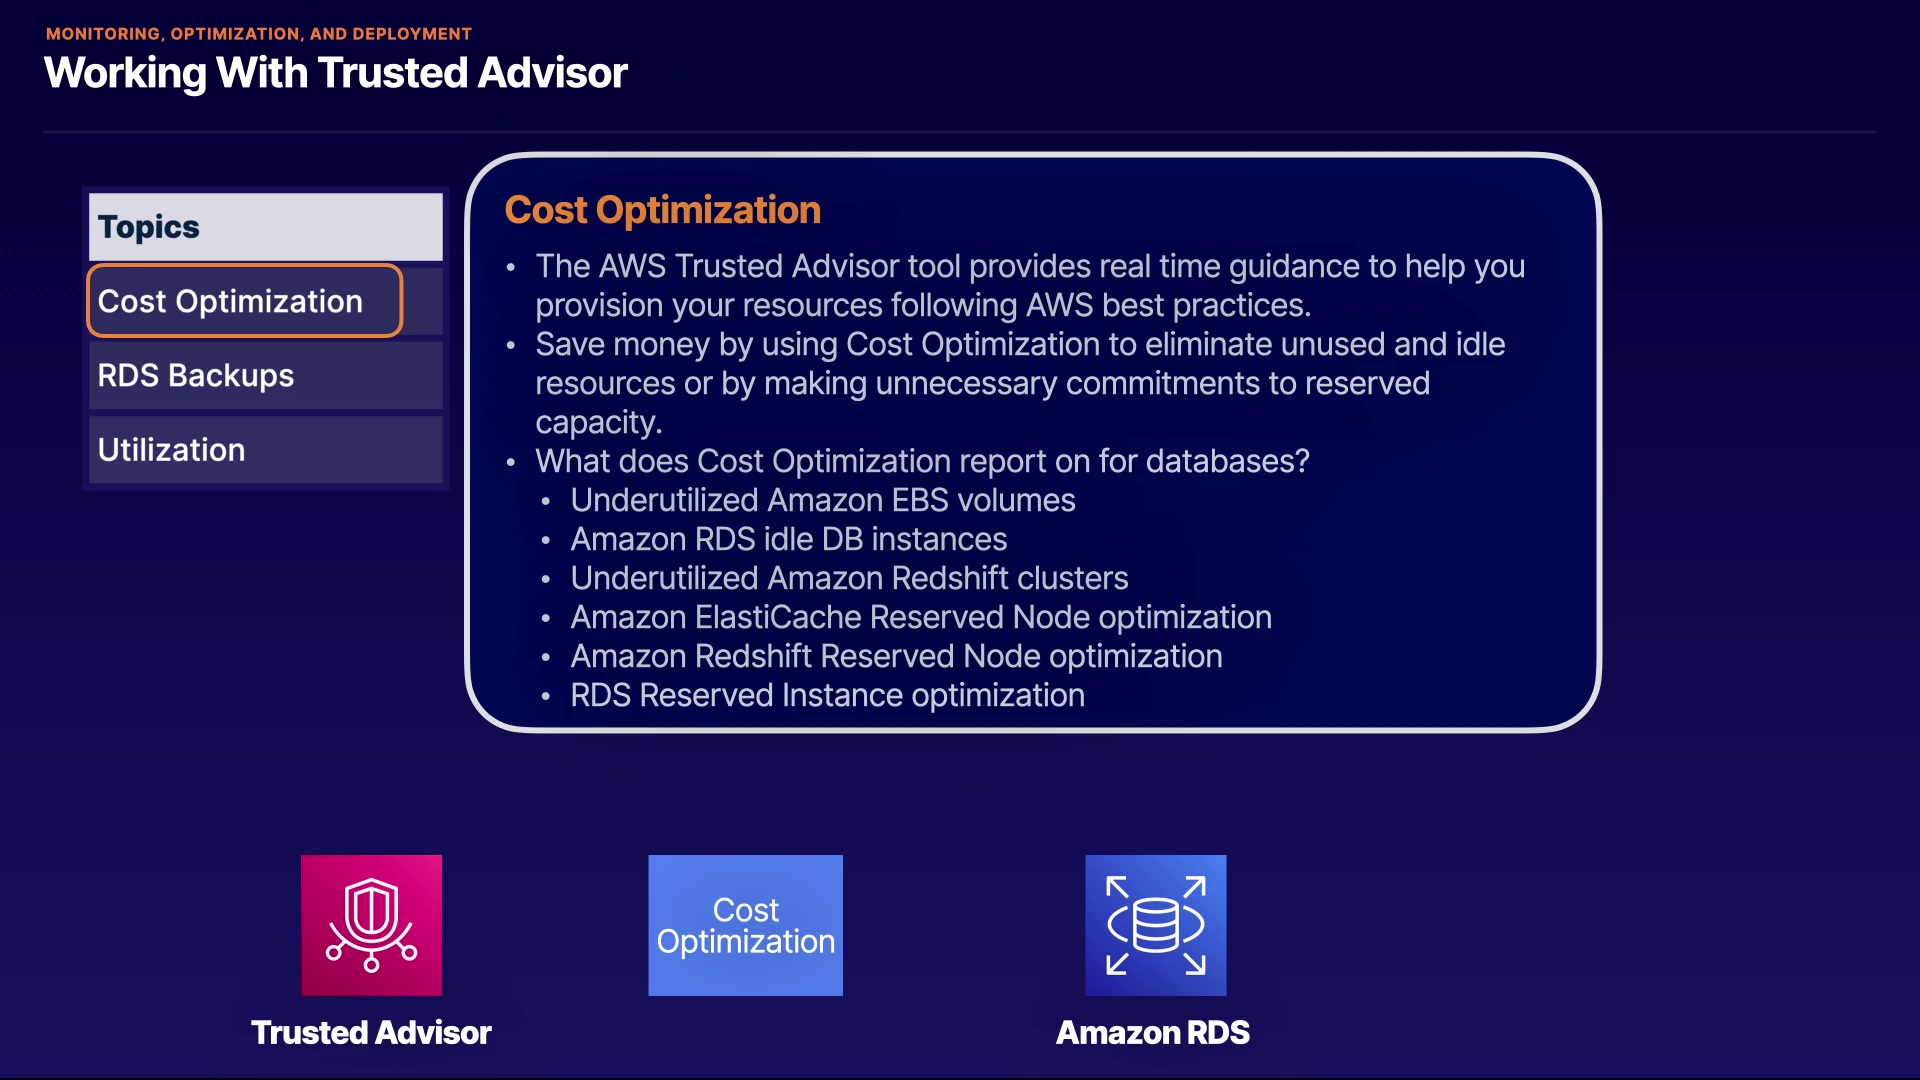 MONITORING, OPTIMIZATION, AND DEPLOYMENT
Working With Trusted Advisor
Topics
Cost Optimization
RDS Backups
Utilization
Cost Optimization
• The AWS Trusted Advisor tool provides real time guidance to help you
provision your resources following AWS best practices.
• Save money by using Cost Optimization to eliminate unused and idle
resources or by making unnecessary commitments to reserved
capacity.
• What does Cost Optimization report on for databases?
• Underutilized Amazon EBS volumes
• Amazon RDS idle DB instances
• Underutilized Amazon Redshift clusters
• Amazon ElastiCache Reserved Node optimization
• Amazon Redshift Reserved Node optimization
• RDS Reserved Instance optimization
Cost
Optimization
Trusted Advisor
Amazon RDS